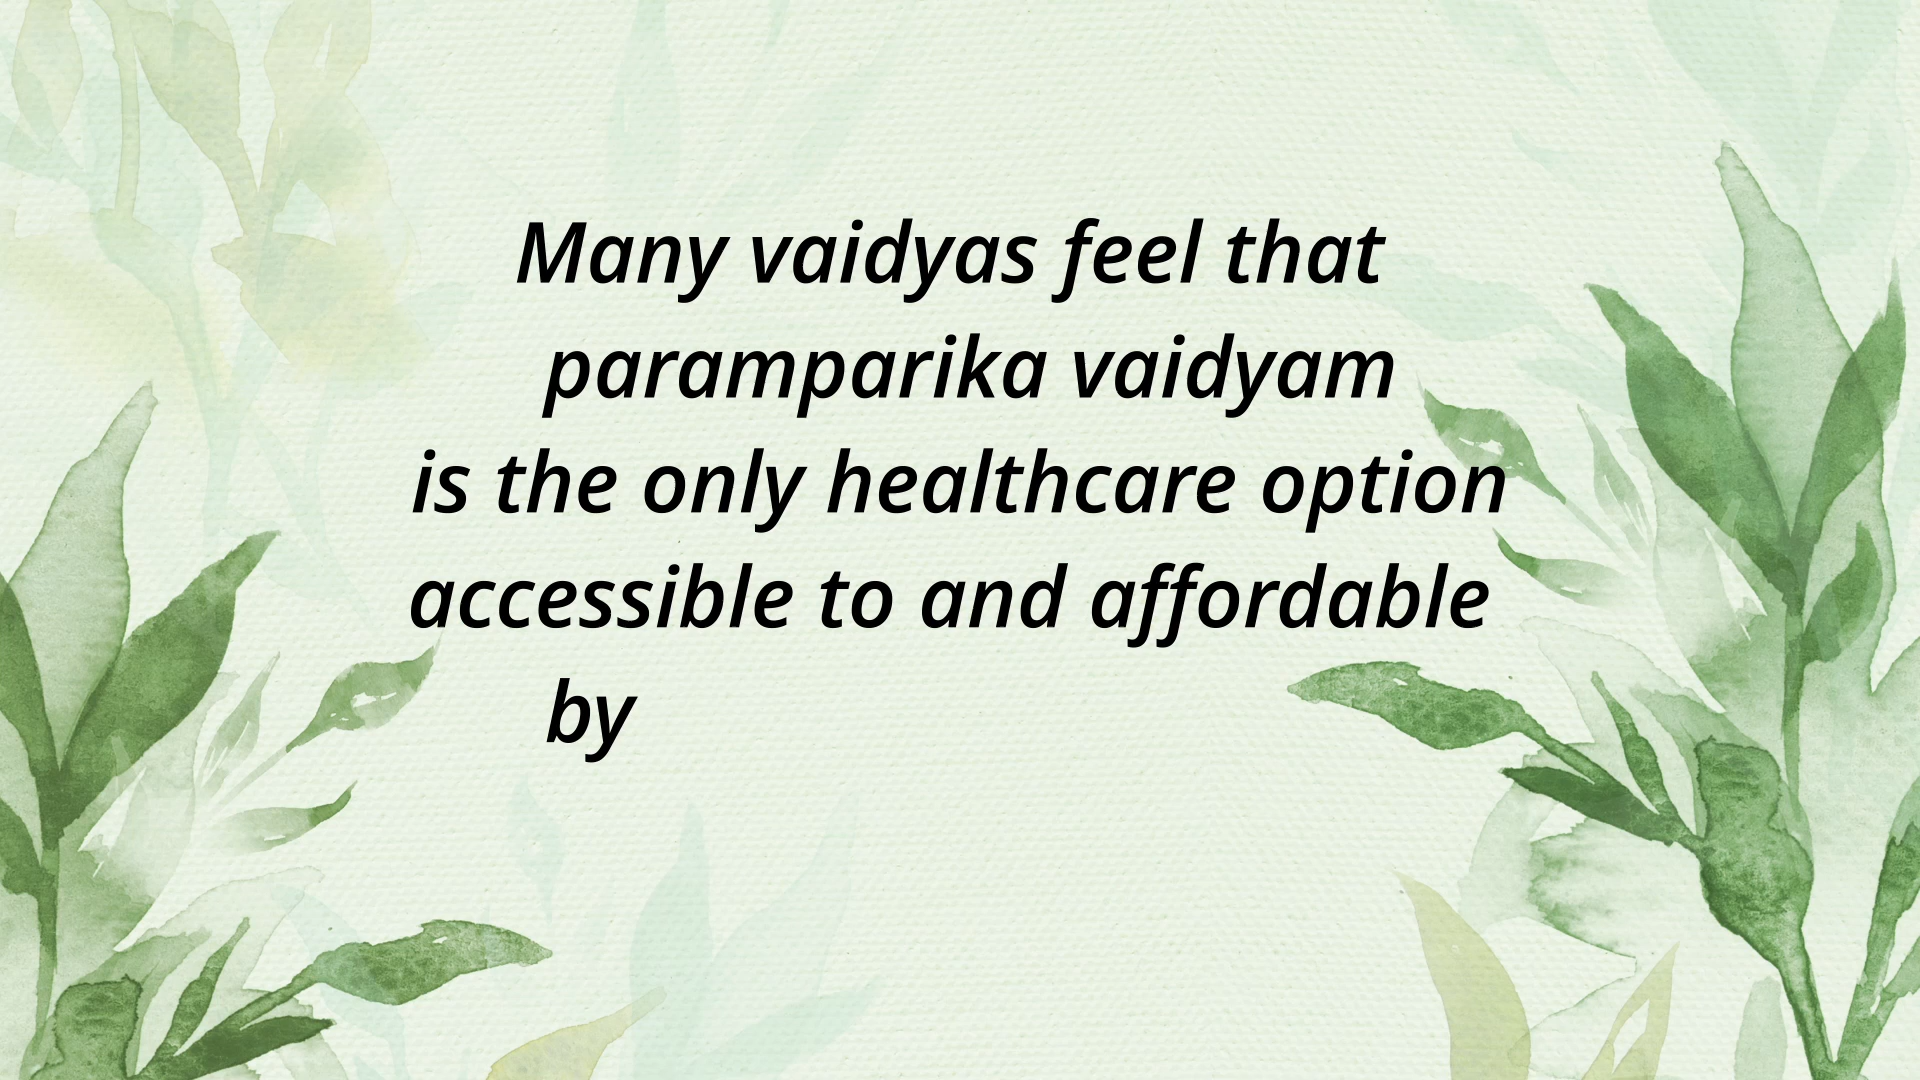 Many vaidyas feel that
paramparika vaidyam
is the only healthcare option
accessible to and affordable
by